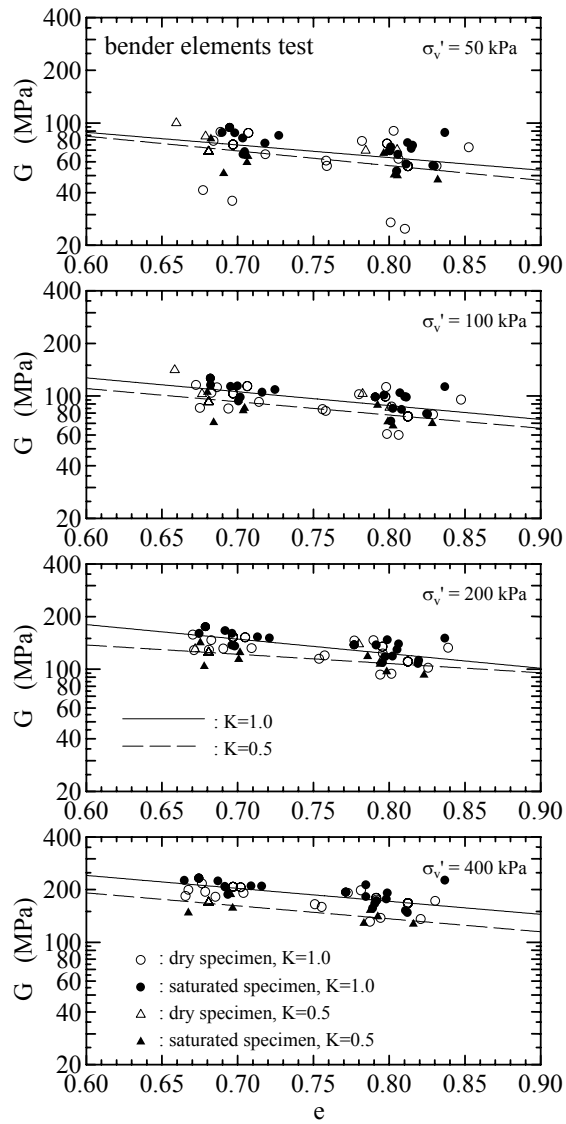 bender elements test
σv' = 50 kPa
G (MPa)
400
200
100
80
60
40
20
0.60 0.65 0.70 0.75 0.80 0.85 0.90
σv' = 100 kPa
G (MPa)
400
200
100
80
60
40
20
0.60 0.65 0.70 0.75 0.80 0.85 0.90
σv' = 200 kPa
G (MPa)
400
200
100
80
60
40
20
: K=1.0
: K=0.5
0.60 0.65 0.70 0.75 0.80 0.85 0.90
σv' = 400 kPa
G (MPa)
400
200
100
80
60
40
20
: dry specimen, K=1.0
: saturated specimen, K=1.0
: dry specimen, K=0.5
: saturated specimen, K=0.5
0.60 0.65 0.70 0.75 0.80 0.85 0.90
e